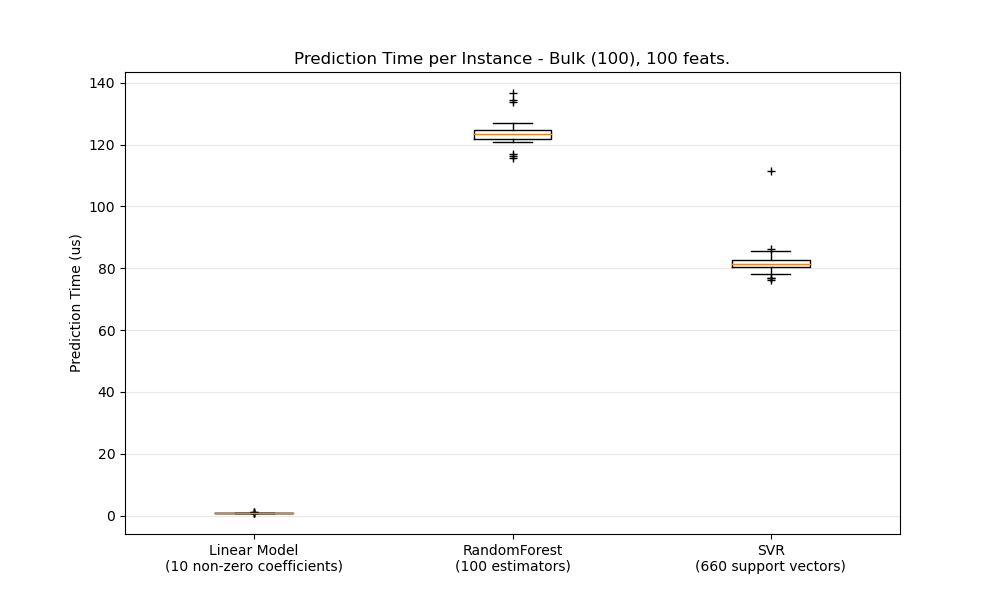 Prediction Time per Instance - Bulk (100), 100 feats.
140
120
100
80
60
40
20
0
Prediction Time (us)
Linear Model
(10 non-zero coefficients)
RandomForest
(100 estimators)
SVR
(660 support vectors)